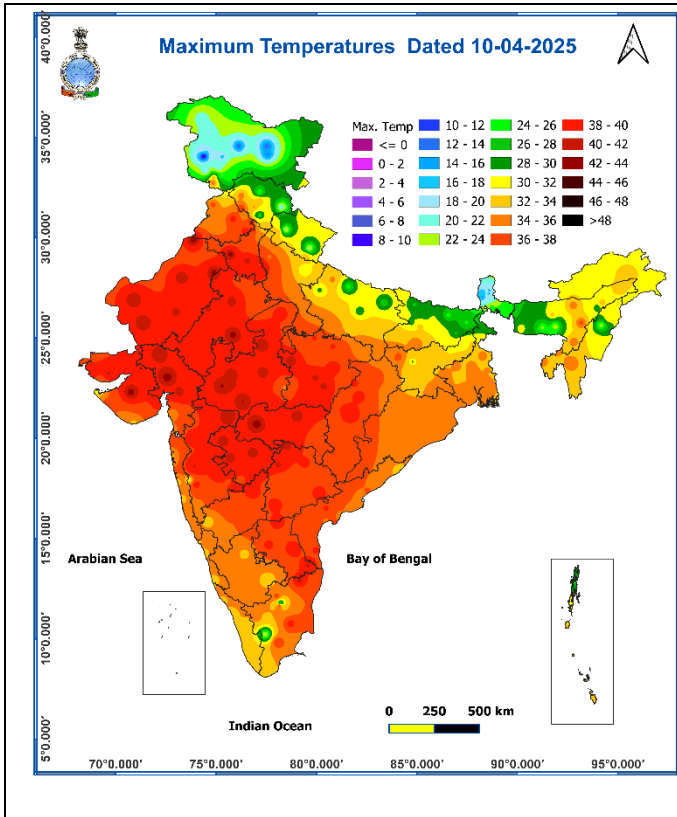 Maximum Temperatures Dated 10-04-2025
Max. Temp
<= 0
0 - 2
2 - 4
4 - 6
6 - 8
8 - 10
10 - 12
12 - 14
14 - 16
16 - 18
18 - 20
20 - 22
22 - 24
24 - 26
26 - 28
28 - 30
30 - 32
32 - 34
34 - 36
36 - 38
38 - 40
40 - 42
42 - 44
44 - 46
46 - 48
>48
40°0.000'
35°0.000'
30°0.000'
25°0.000'
20°0.000'
15°0.000'
10°0.000'
5°0.000'
Arabian Sea
Bay of Bengal
Indian Ocean
0 250 500 km
70°0.000' 75°0.000' 80°0.000' 85°0.000' 90°0.000' 95°0.000'